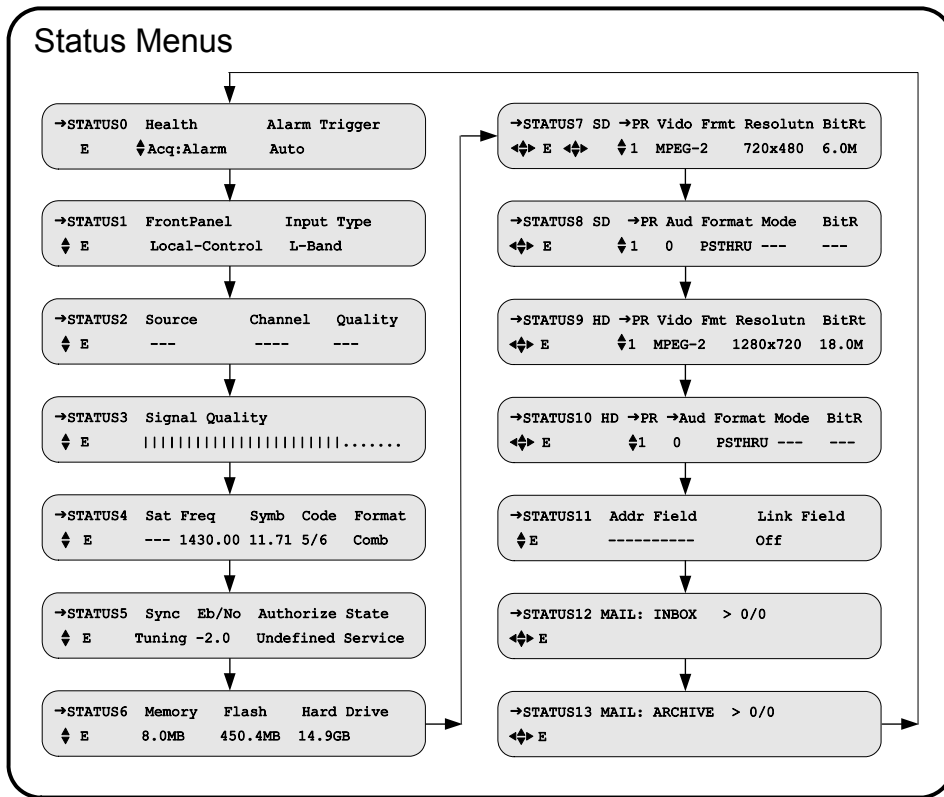 Status Menus
→STATUS0 Health Alarm Trigger
E Acq:Alarm Auto
→STATUS1 FrontPanel Input Type
E Local-Control L-Band
→STATUS2 Source Channel Quality
E --- ---- ---
→STATUS3 Signal Quality
E |||||||||||||||||||||||.......
→STATUS4 Sat Freq Symb Code Format
E --- 1430.00 11.71 5/6 Comb
→STATUS5 Sync Eb/No Authorize State
E Tuning -2.0 Undefined Service
→STATUS6 Memory Flash Hard Drive
E 8.0MB 450.4MB 14.9GB
→STATUS7 SD →PR Vido Frmt Resolutn BitRt
E 1 MPEG-2 720x480 6.0M
→STATUS8 SD →PR Aud Format Mode BitR
E 1 0 PSTHRU --- ---
→STATUS9 HD →PR Vido Fmt Resolutn BitRt
E 1 MPEG-2 1280x720 18.0M
→STATUS10 HD →PR →Aud Format Mode BitR
E 1 0 PSTHRU --- ---
→STATUS11 Addr Field Link Field
E ---------- Off
→STATUS12 MAIL: INBOX > 0/0
E
→STATUS13 MAIL: ARCHIVE > 0/0
E